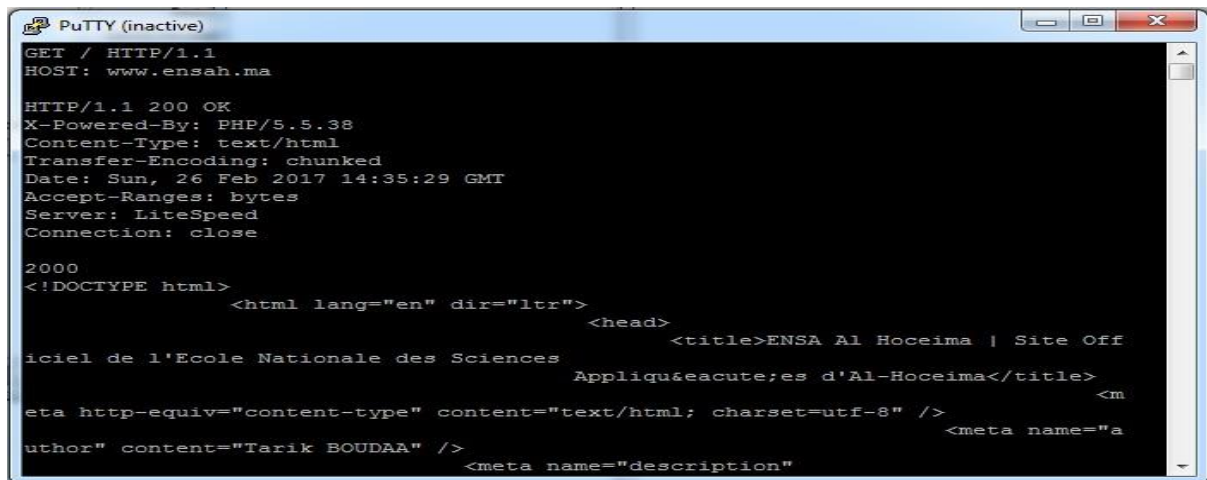 PuTTY (inactive)
GET / HTTP/1.1
HOST: www.ensah.ma
HTTP/1.1 200 OK
X-Powered-By: PHP/5.5.38
Content-Type: text/html
Transfer-Encoding: chunked
Date: Sun, 26 Feb 2017 14:35:29 GMT
Accept-Ranges: bytes
Server: LiteSpeed
Connection: close
2000
<!DOCTYPE html>
<html lang="en" dir="ltr">
<head>
<title>ENSA Al Hoceima | Site Off
iciel de l'Ecole Nationale des Sciences
Appliqu&eacute;es d'Al-Hoceima</title>
<m
eta http-equiv="content-type" content="text/html; charset=utf-8" />
<meta name="a
uthor" content="Tarik BOUDAA" />
<meta name="description"